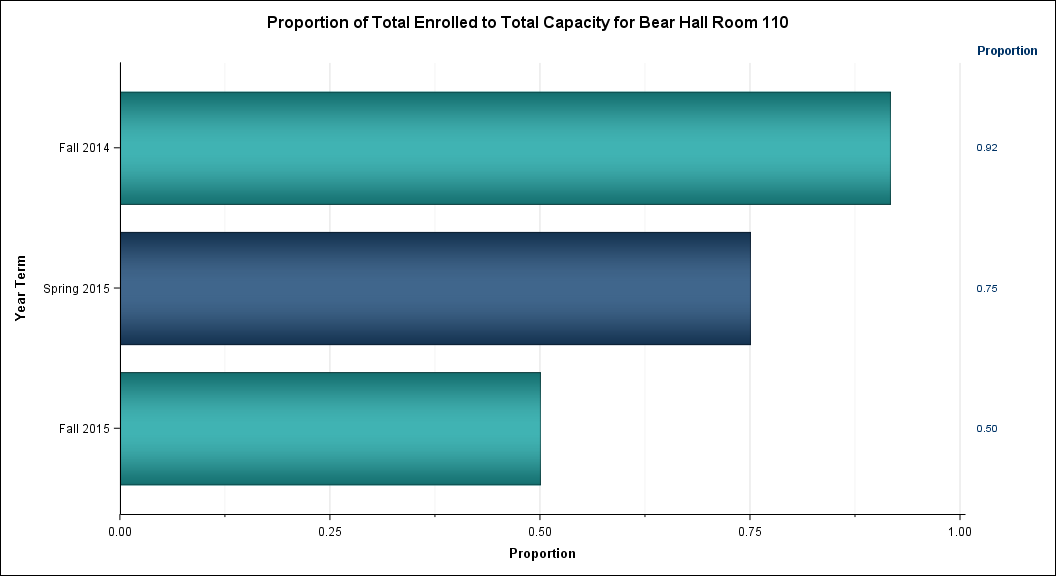 Proportion of Total Enrolled to Total Capacity for Bear Hall Room 110
Proportion
Fall 2014
0.92
Spring 2015
0.75
Fall 2015
0.50
Year Term
0.00 0.25 0.50 0.75 1.00
Proportion